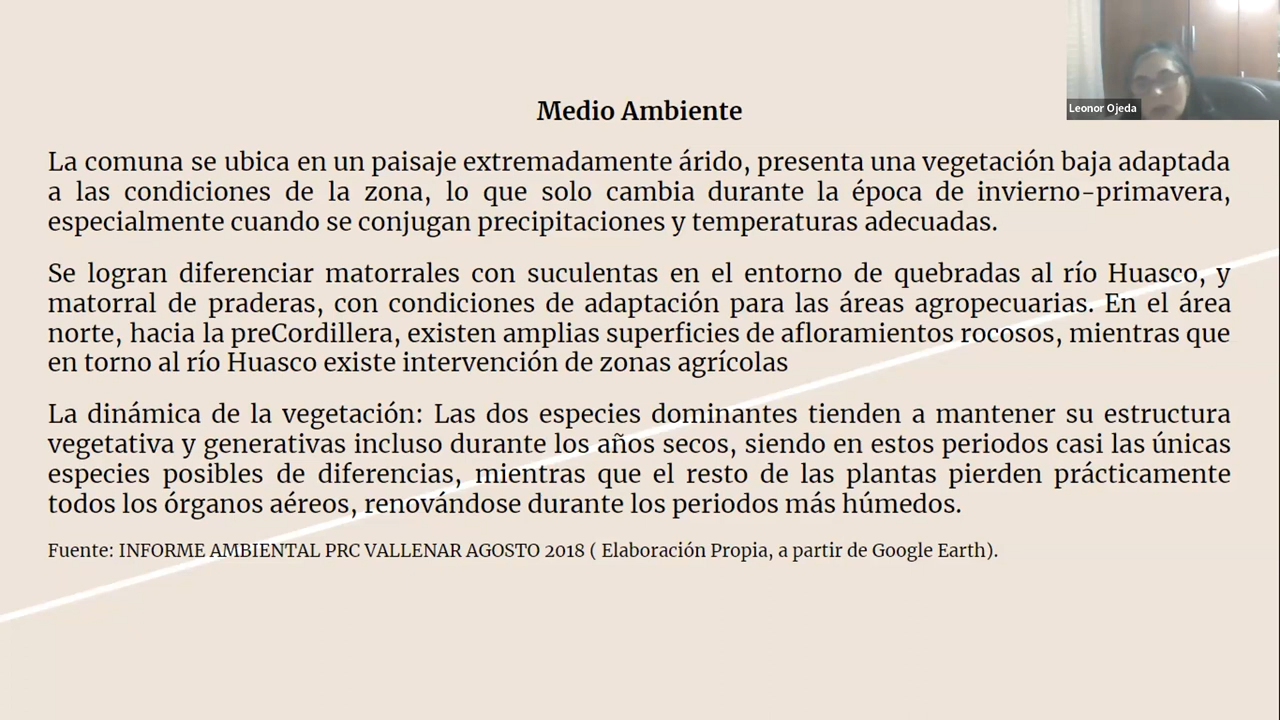 Leonor Ojeda
Medio Ambiente
La comuna se ubica en un paisaje extremadamente árido, presenta una vegetación baja adaptada
a las condiciones de la zona, lo que solo cambia durante la época de invierno-primavera,
especialmente cuando se conjugan precipitaciones y temperaturas adecuadas.
Se logran diferenciar matorrales con suculentas en el entorno de quebradas al río Huasco, y
matorral de praderas, con condiciones de adaptación para las áreas agropecuarias. En el área
norte, hacia la preCordillera, existen amplias superficies de afloramientos rocosos, mientras que
en torno al río Huasco existe intervención de zonas agrícolas
La dinámica de la vegetación: Las dos especies dominantes tienden a mantener su estructura
vegetativa y generativas incluso durante los años secos, siendo en estos periodos casi las únicas
especies posibles de diferencias, mientras que el resto de las plantas pierden prácticamente
todos los órganos aéreos, renovándose durante los periodos más húmedos.
Fuente: INFORME AMBIENTAL PRC VALLENAR AGOSTO 2018 ( Elaboración Propia, a partir de Google Earth).